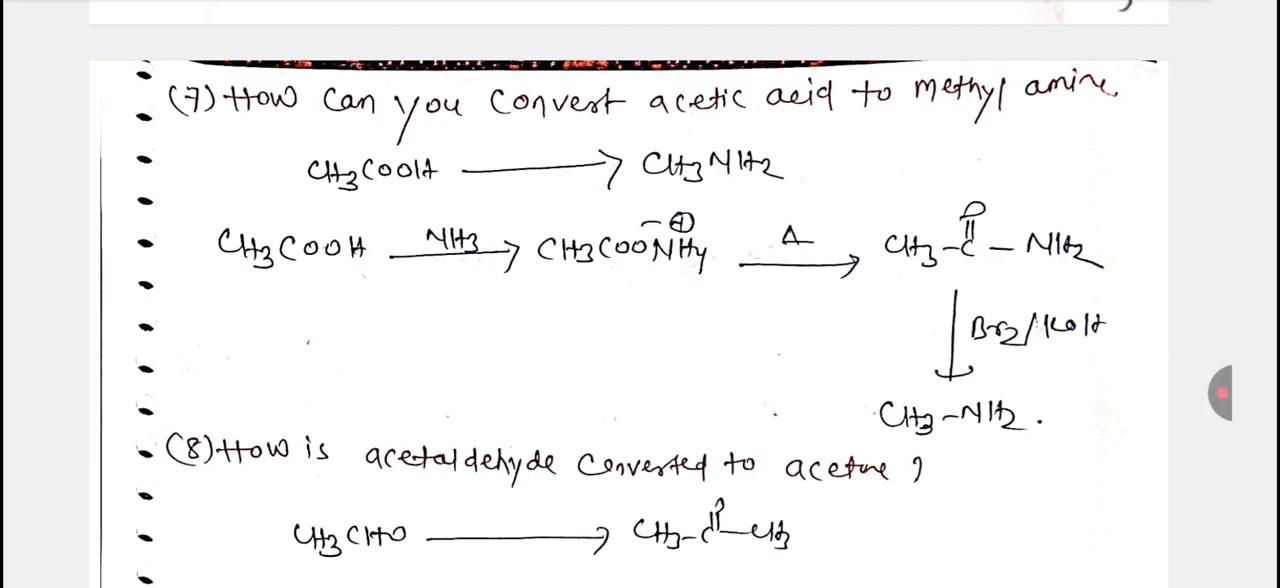 (7) How can you convert acetic acid to methyl amine.
CH3COOH ⟶ CH3NH2
CH3COOH —NH3→ CH3COO⁻NH4⊕ —Δ→ CH3-C(=O)-NH2
↓ Br2/KOH
CH3-NH2.
(8) How is acetaldehyde converted to acetone ?
CH3CHO ⟶ CH3-C(=O)-CH3